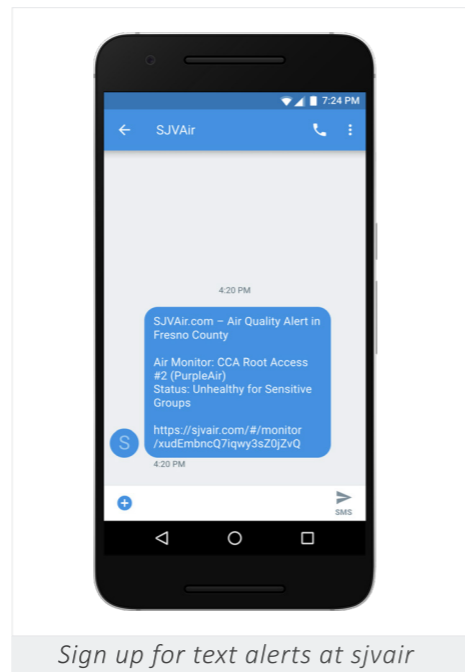 7:24 PM
SJVAir
4:20 PM
SJVAir.com – Air Quality Alert in
Fresno County
Air Monitor: CCA Root Access
#2 (PurpleAir)
Status: Unhealthy for Sensitive
Groups
https://sjvair.com/#/monitor
/xudEmbncQ7iqwy3sZ0jZvQ
S
4:20 PM
SMS
Sign up for text alerts at sjvair